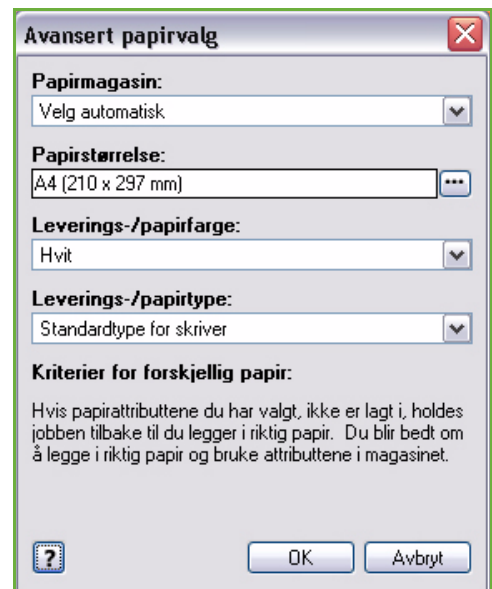 Avansert papirvalg
Papirmagasin:
Velg automatisk
Papirstørrelse:
A4 (210 x 297 mm)
...
Leverings-/papirfarge:
Hvit
Leverings-/papirtype:
Standardtype for skriver
Kriterier for forskjellig papir:
Hvis papirattributtene du har valgt, ikke er lagt i, holdes
jobben tilbake til du legger i riktig papir. Du blir bedt om
å legge i riktig papir og bruke attributtene i magasinet.
?
OK
Avbryt